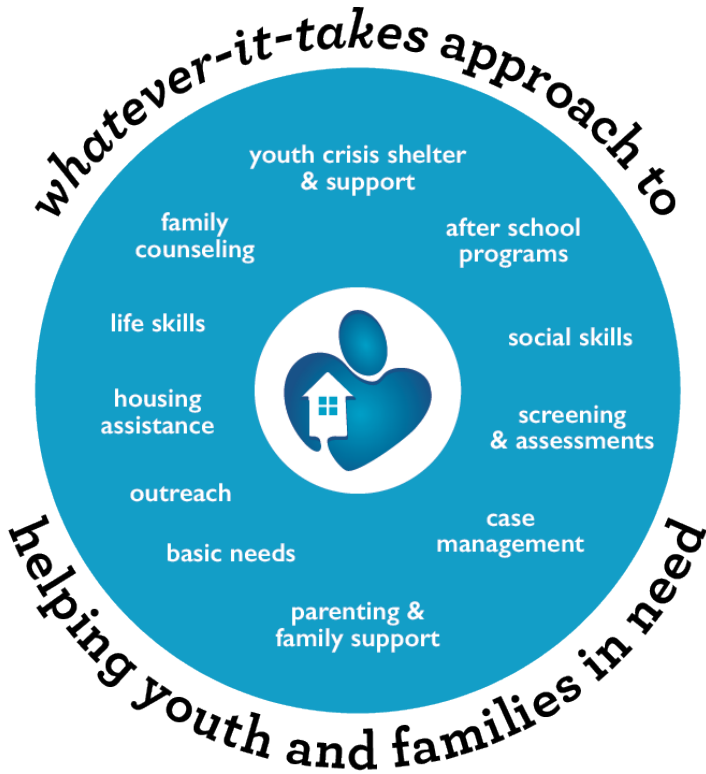 whatever-it-takes approach to
youth crisis shelter
& support
family
counseling
after school
programs
life skills
social skills
housing
assistance
screening
& assessments
outreach
case
management
basic needs
parenting &
family support
helping youth and families in need